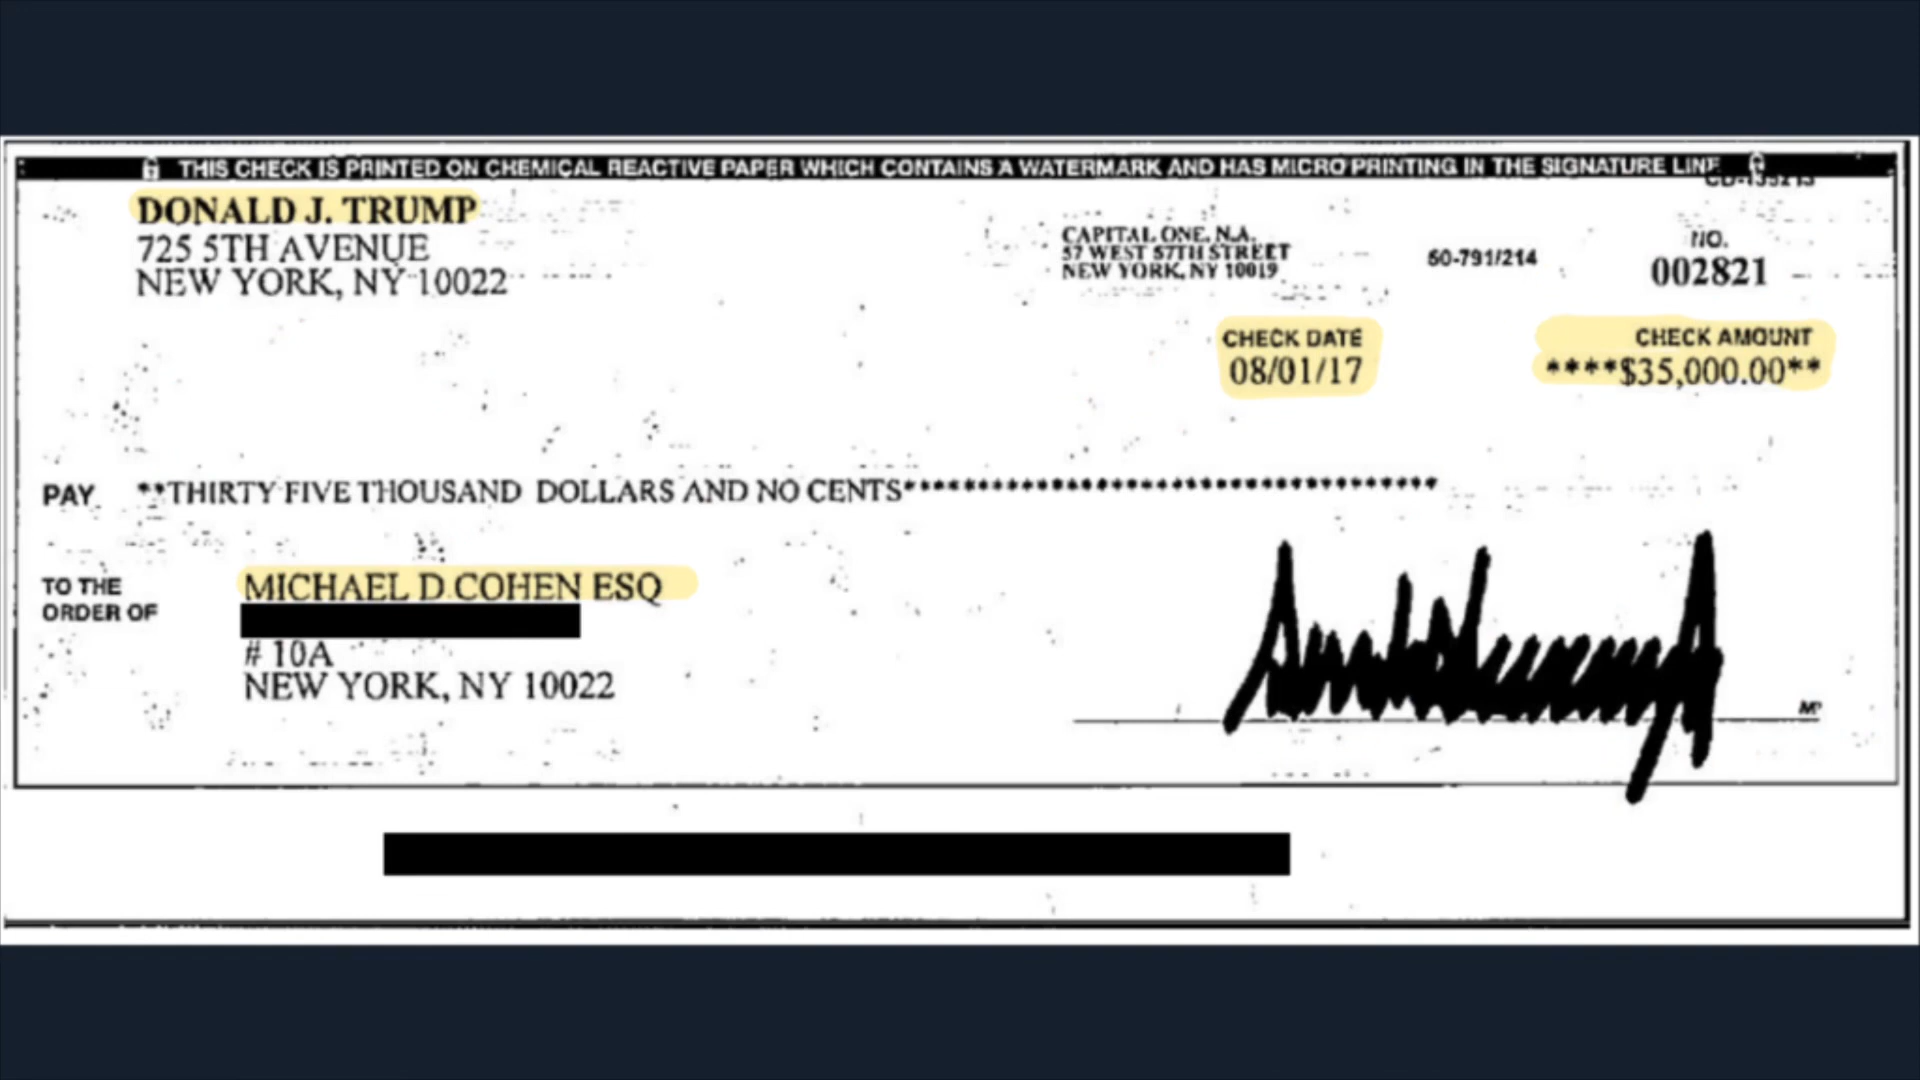 THIS CHECK IS PRINTED ON CHEMICAL REACTIVE PAPER WHICH CONTAINS A WATERMARK AND HAS MICRO PRINTING IN THE SIGNATURE LINE
DONALD J. TRUMP
725 5TH AVENUE
NEW YORK, NY 10022
CAPITAL ONE, N.A.
57 WEST 57TH STREET
NEW YORK, NY 10019
50-791/214
NO.
002821
CHECK DATE
08/01/17
CHECK AMOUNT
****$35,000.00**
PAY **THIRTY FIVE THOUSAND DOLLARS AND NO CENTS***********************************
TO THE
ORDER OF
MICHAEL D COHEN ESQ
# 10A
NEW YORK, NY 10022
MP